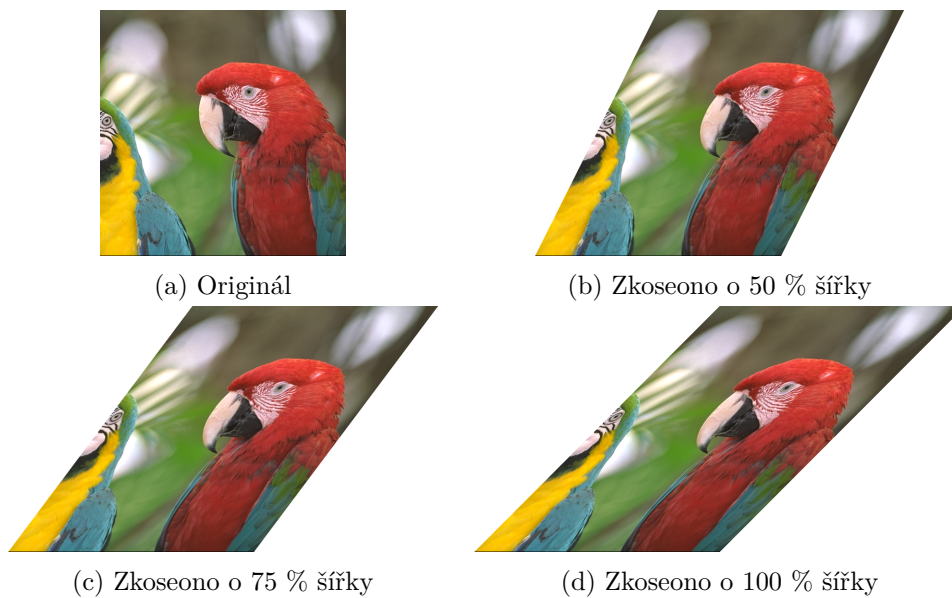 (a) Originál
(b) Zkoseono o 50 % šířky
(c) Zkoseono o 75 % šířky
(d) Zkoseono o 100 % šířky